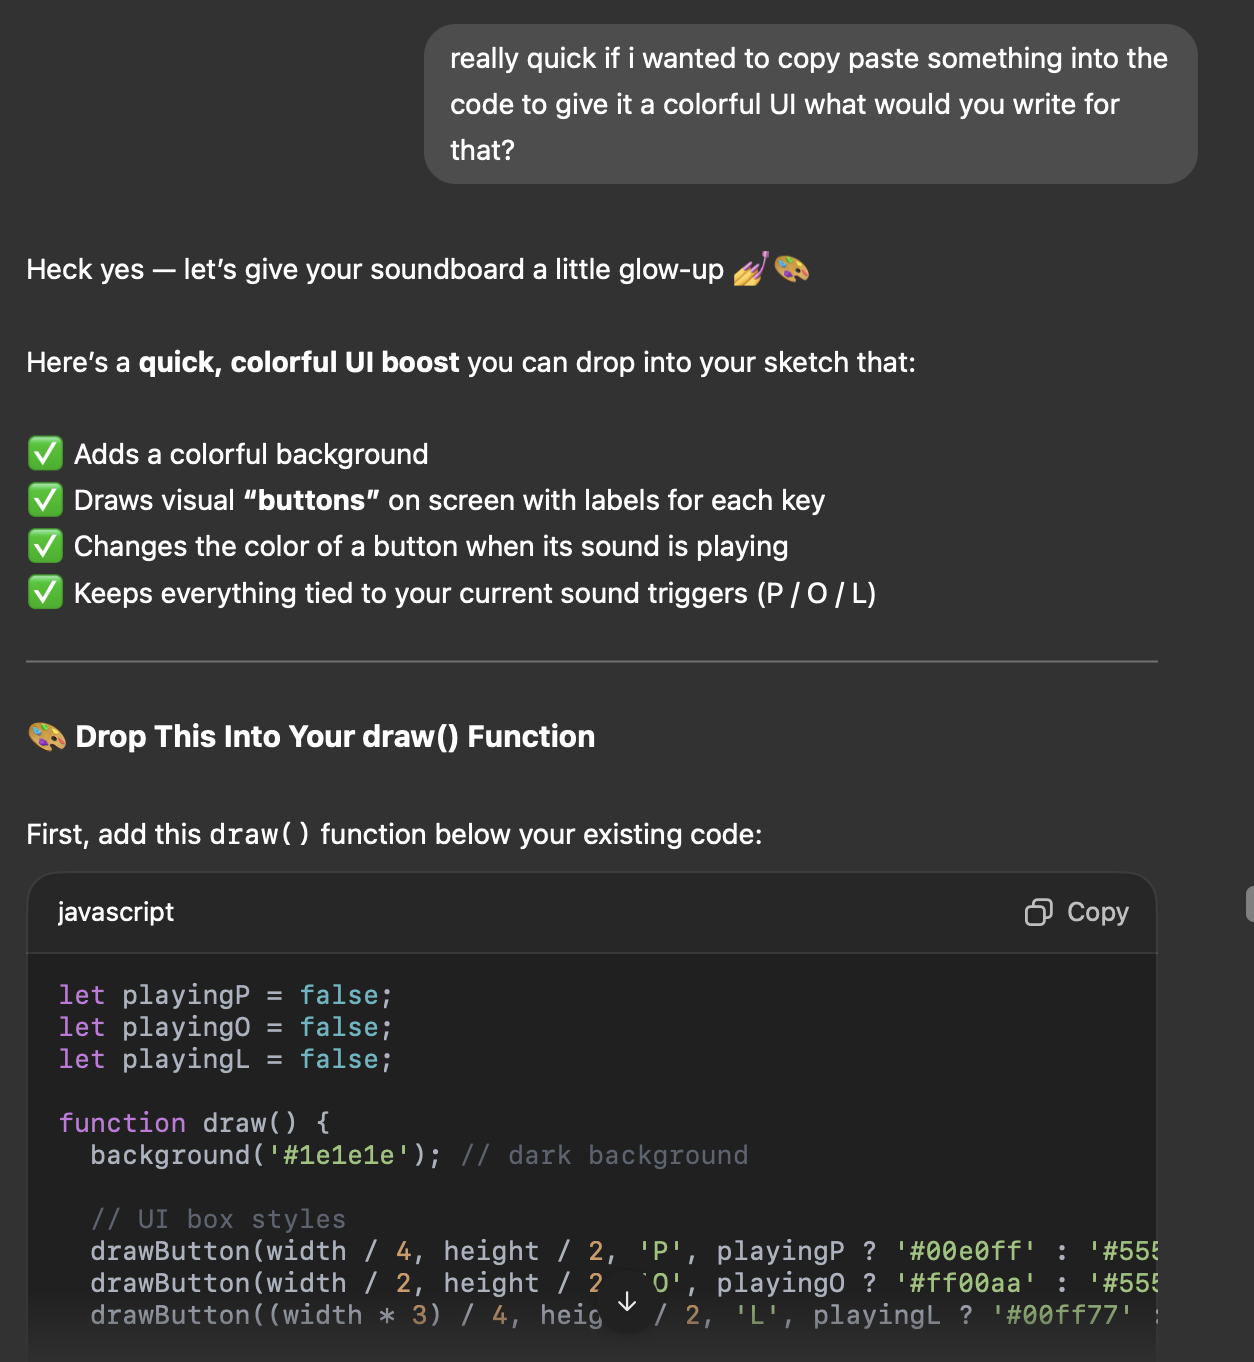 really quick if i wanted to copy paste something into the
code to give it a colorful UI what would you write for
that?
Heck yes — let’s give your soundboard a little glow-up 💅🎨
Here’s a quick, colorful UI boost you can drop into your sketch that:
✅ Adds a colorful background
✅ Draws visual “buttons” on screen with labels for each key
✅ Changes the color of a button when its sound is playing
✅ Keeps everything tied to your current sound triggers (P / O / L)
🎨 Drop This Into Your draw() Function
First, add this draw() function below your existing code:
javascript
Copy
let playingP = false;
let playingO = false;
let playingL = false;
function draw() {
background('#1e1e1e'); // dark background
// UI box styles
drawButton(width / 4, height / 2, 'P', playingP ? '#00e0ff' : '#555
drawButton(width / 2, height / 2 'O', playingO ? '#ff00aa' : '#555
drawButton((width * 3) / 4, heig / 2, 'L', playingL ? '#00ff77' :